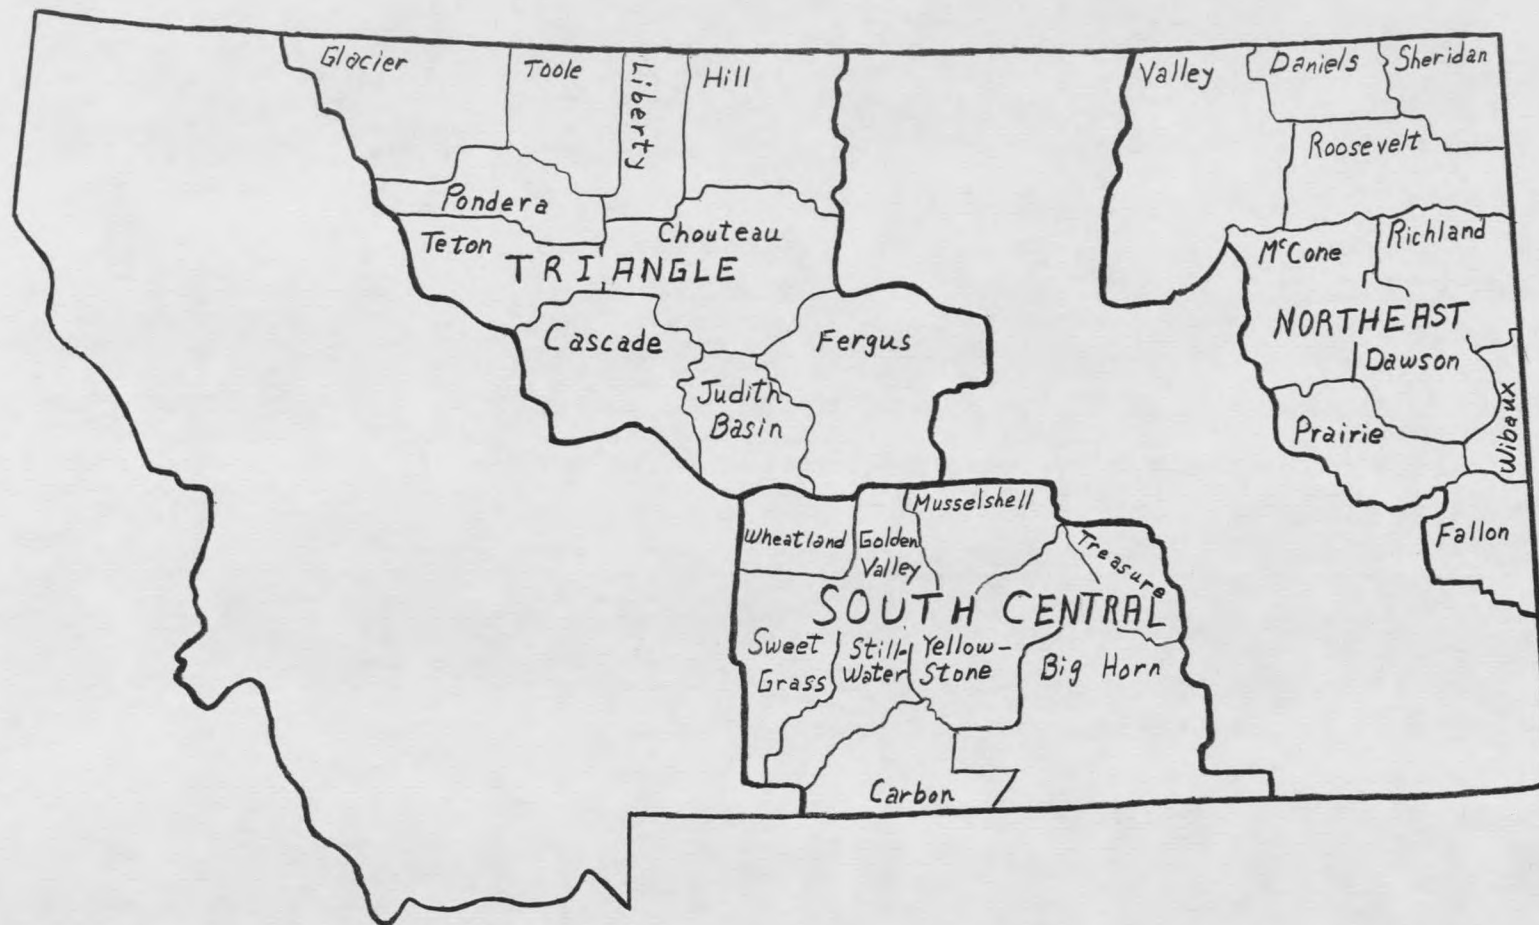 Glacier
Toole
Liberty
Hill
Pondera
Teton
Chouteau
TRIANGLE
Cascade
Fergus
Judith
Basin
Valley
Daniels
Sheridan
Roosevelt
McCone
Richland
NORTHEAST
Dawson
Wibaux
Prairie
Fallon
Musselshell
Wheatland
Golden
Valley
Treasure
SOUTH CENTRAL
Sweet
Grass
Still-
Water
Yellow-
Stone
Big Horn
Carbon